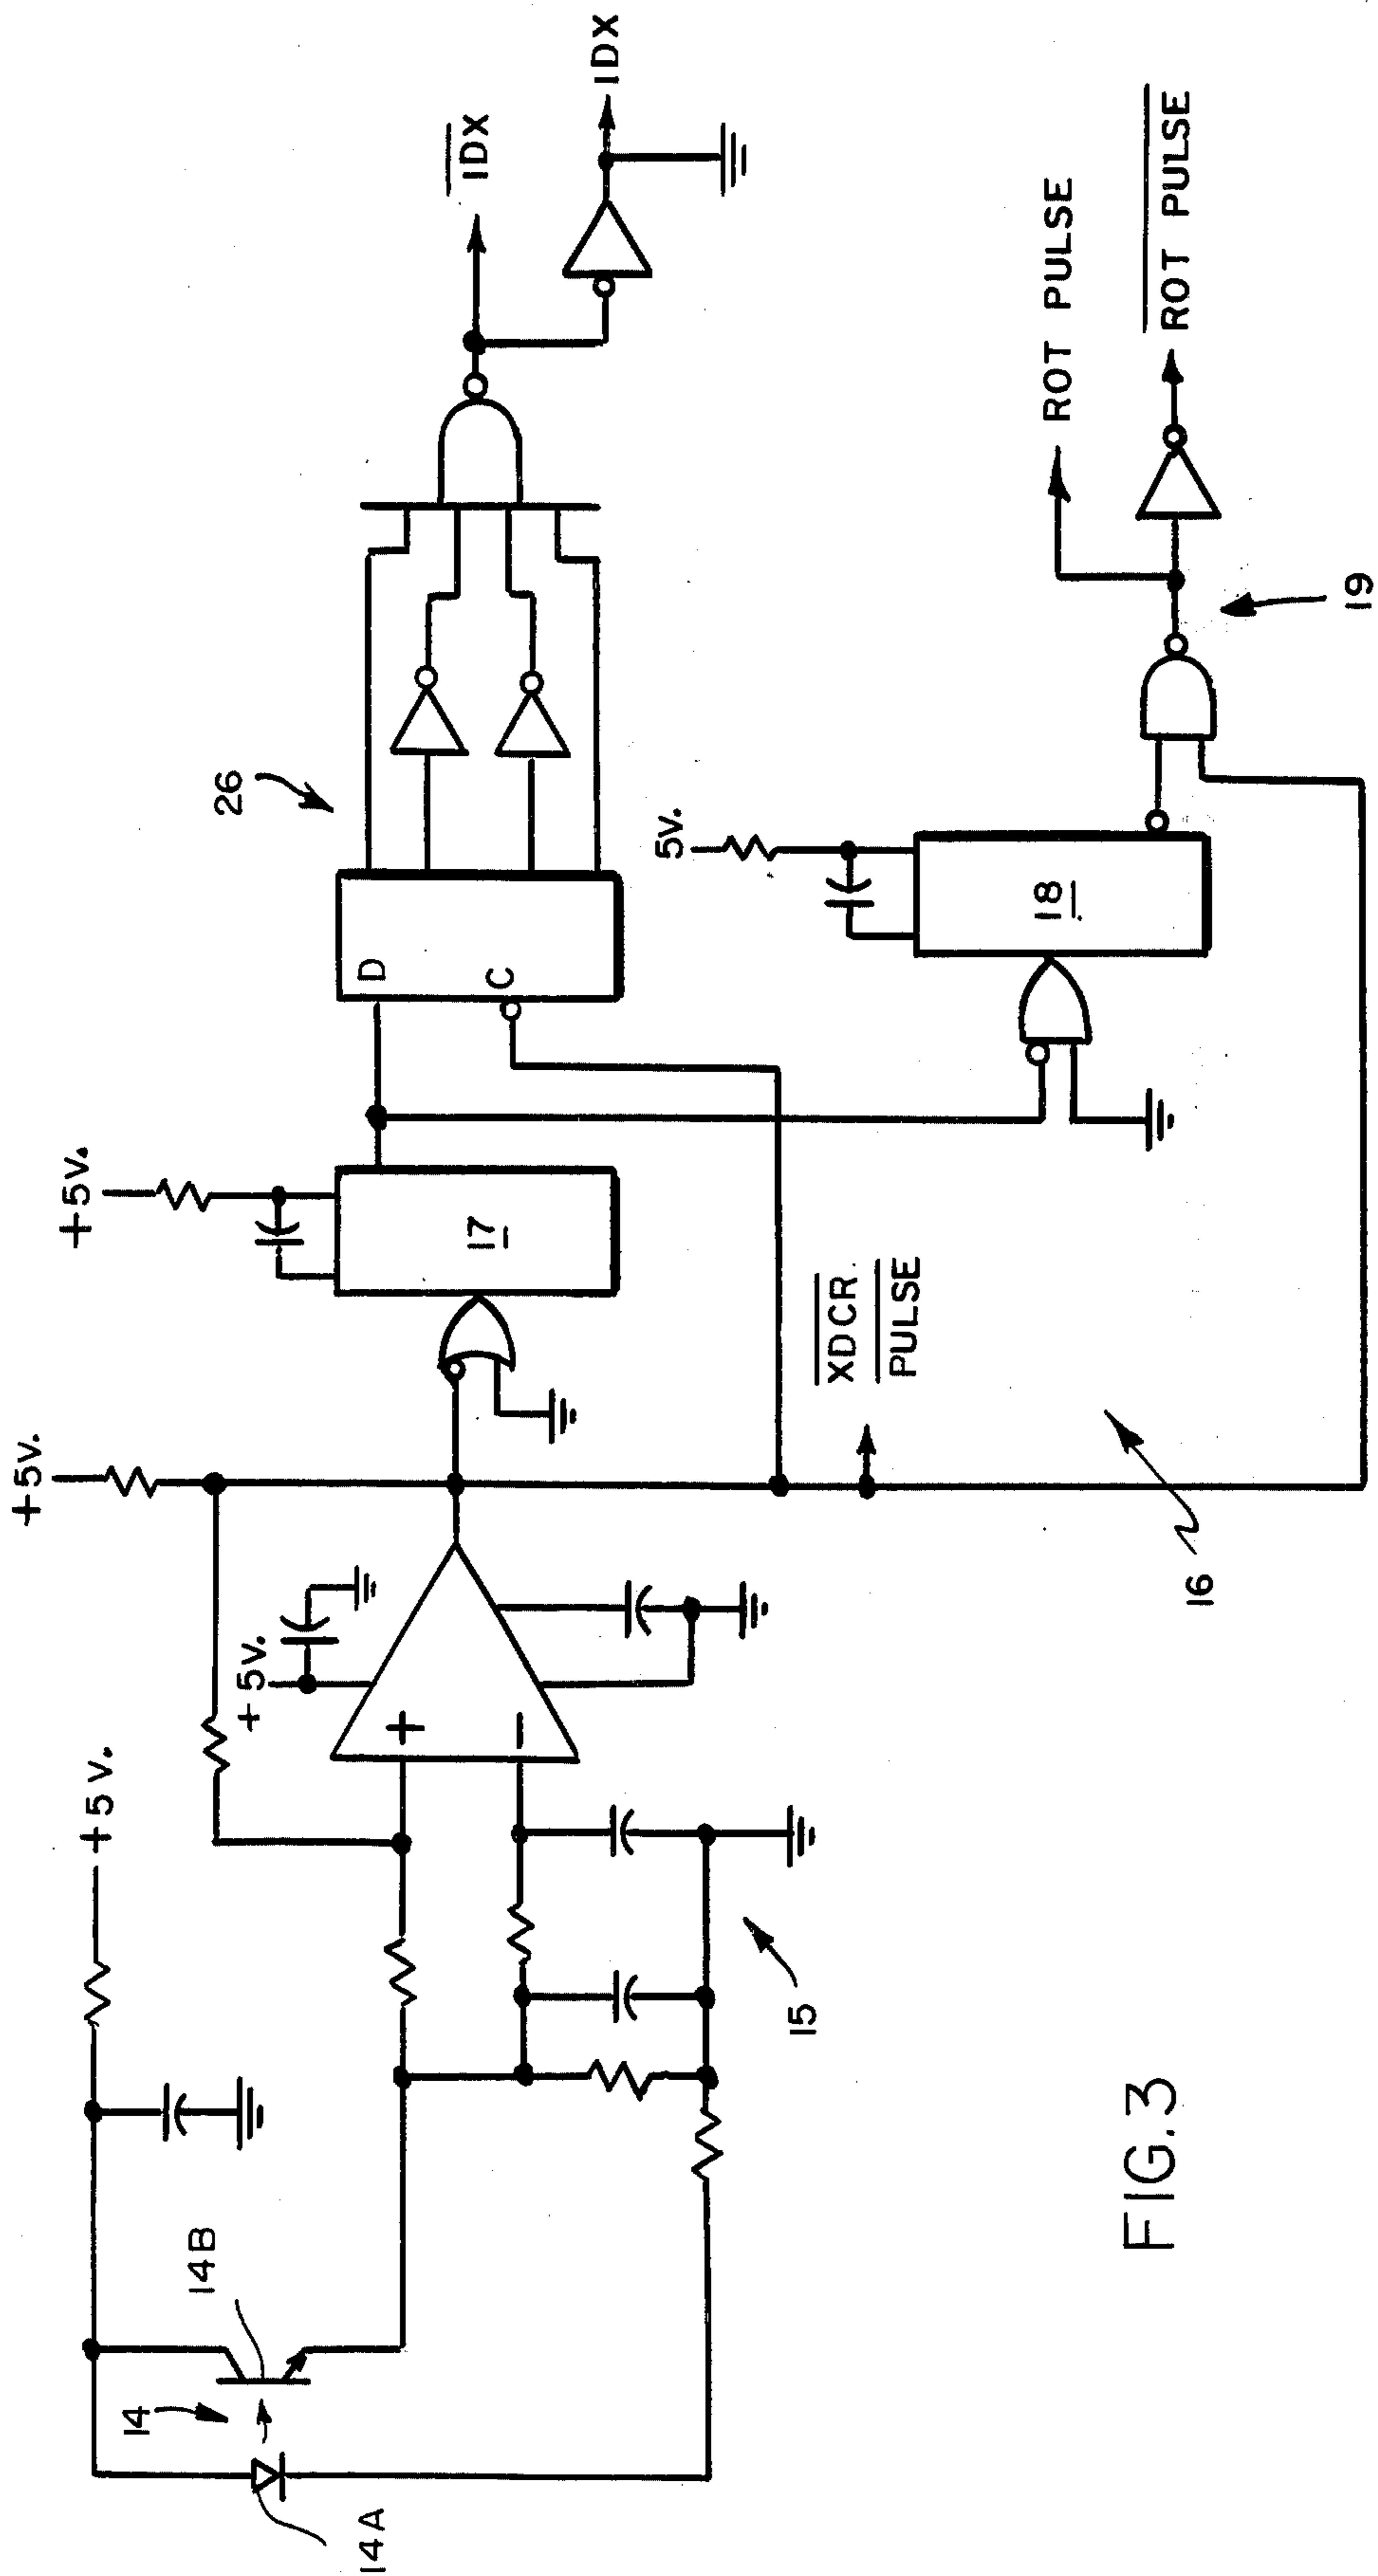 +5V.
+5V.
+5V.
+5V.
5V.
14
14A
14B
15
+
−
16
17
D
C
26
18
19
XDCR.
PULSE
IDX
IDX
ROT PULSE
ROT PULSE
FIG.3